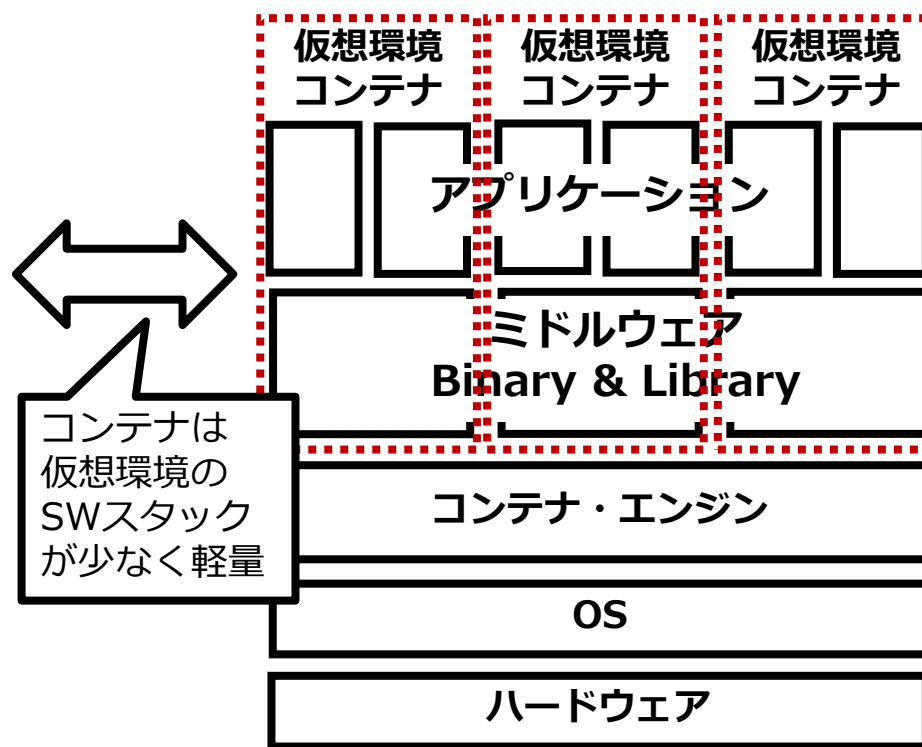 仮想環境
コンテナ
仮想環境
コンテナ
仮想環境
コンテナ
アプリケーション
ミドルウェア
Binary & Library
コンテナは
仮想環境の
SWスタック
が少なく軽量
コンテナ・エンジン
OS
ハードウェア